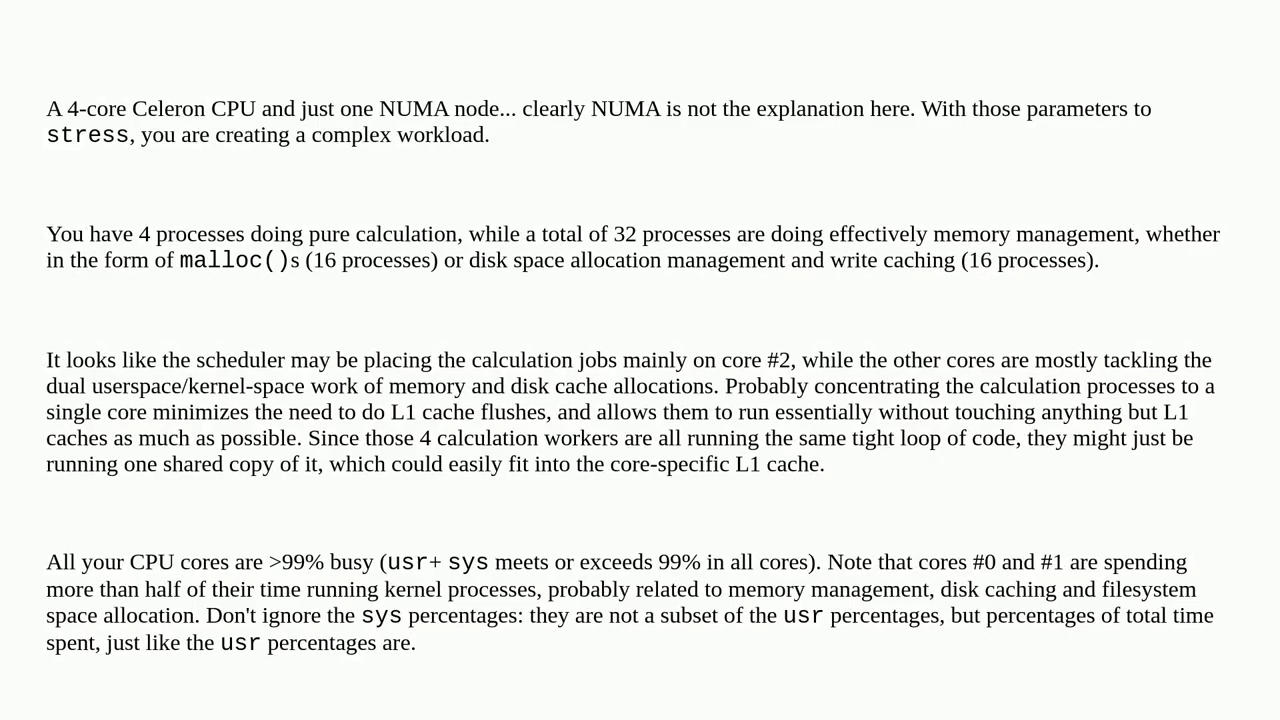 A 4-core Celeron CPU and just one NUMA node... clearly NUMA is not the explanation here. With those parameters to
stress, you are creating a complex workload.
You have 4 processes doing pure calculation, while a total of 32 processes are doing effectively memory management, whether
in the form of malloc()s (16 processes) or disk space allocation management and write caching (16 processes).
It looks like the scheduler may be placing the calculation jobs mainly on core #2, while the other cores are mostly tackling the
dual userspace/kernel-space work of memory and disk cache allocations. Probably concentrating the calculation processes to a
single core minimizes the need to do L1 cache flushes, and allows them to run essentially without touching anything but L1
caches as much as possible. Since those 4 calculation workers are all running the same tight loop of code, they might just be
running one shared copy of it, which could easily fit into the core-specific L1 cache.
All your CPU cores are >99% busy (usr+ sys meets or exceeds 99% in all cores). Note that cores #0 and #1 are spending
more than half of their time running kernel processes, probably related to memory management, disk caching and filesystem
space allocation. Don't ignore the sys percentages: they are not a subset of the usr percentages, but percentages of total time
spent, just like the usr percentages are.